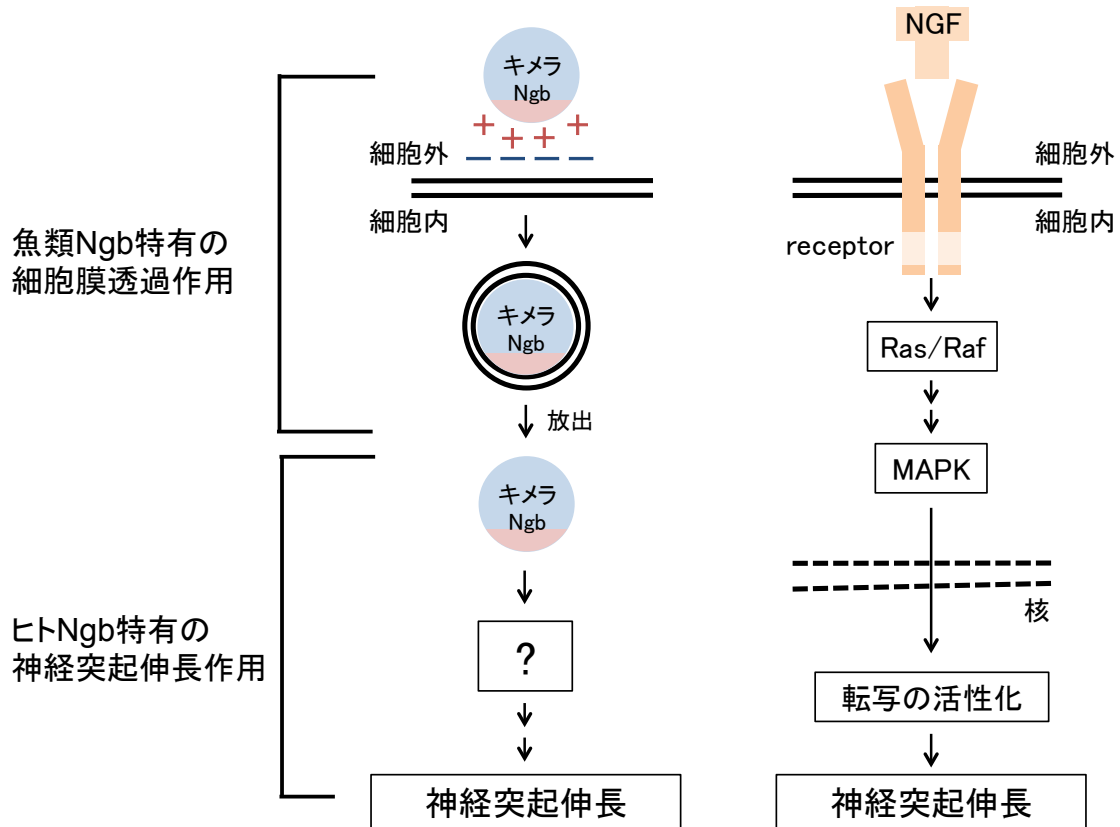 魚類Ngb特有の
細胞膜透過作用
ヒトNgb特有の
神経突起伸長作用
キメラ
Ngb
+ + + +
細胞外
細胞内
キメラ
Ngb
放出
キメラ
Ngb
?
神経突起伸長
NGF
細胞外
細胞内
receptor
Ras/Raf
MAPK
核
転写の活性化
神経突起伸長